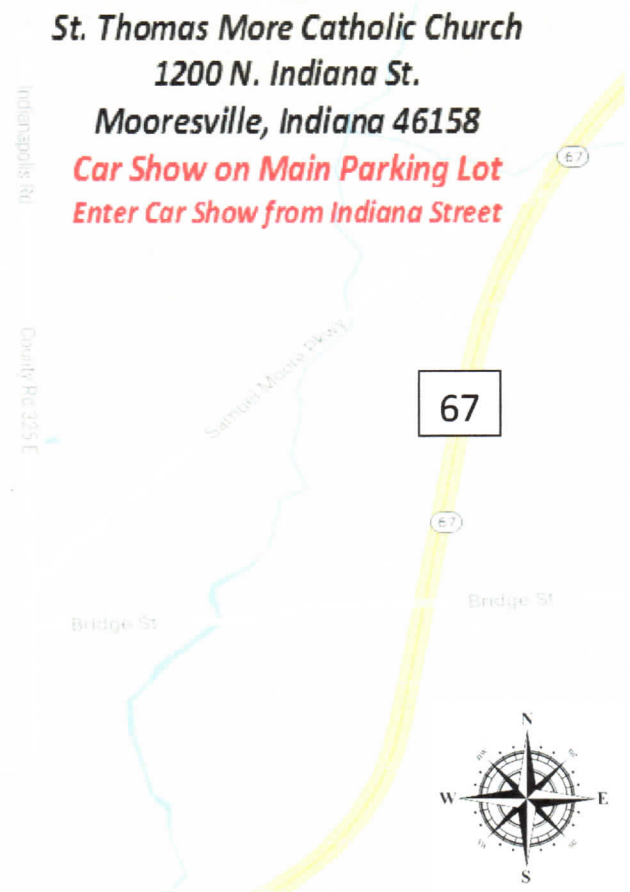 St. Thomas More Catholic Church
1200 N. Indiana St.
Mooresville, Indiana 46158
Car Show on Main Parking Lot
Enter Car Show from Indiana Street
67
Indianapolis Rd
Samuel Moore Pkwy
County Rd 325 E
67
67
Bridge St
Bridge St
N
W
E
S